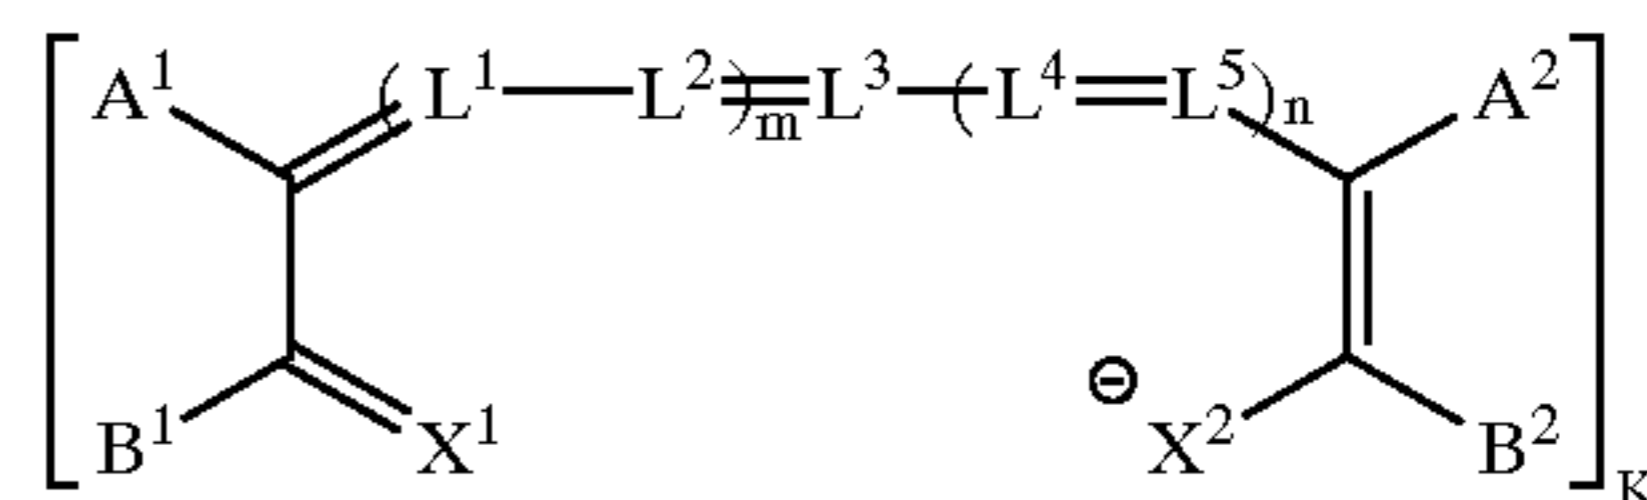 A¹ (L¹—L²)m=L³—(L⁴=L⁵)n A²
B¹ X¹ ⊖ X² B² K